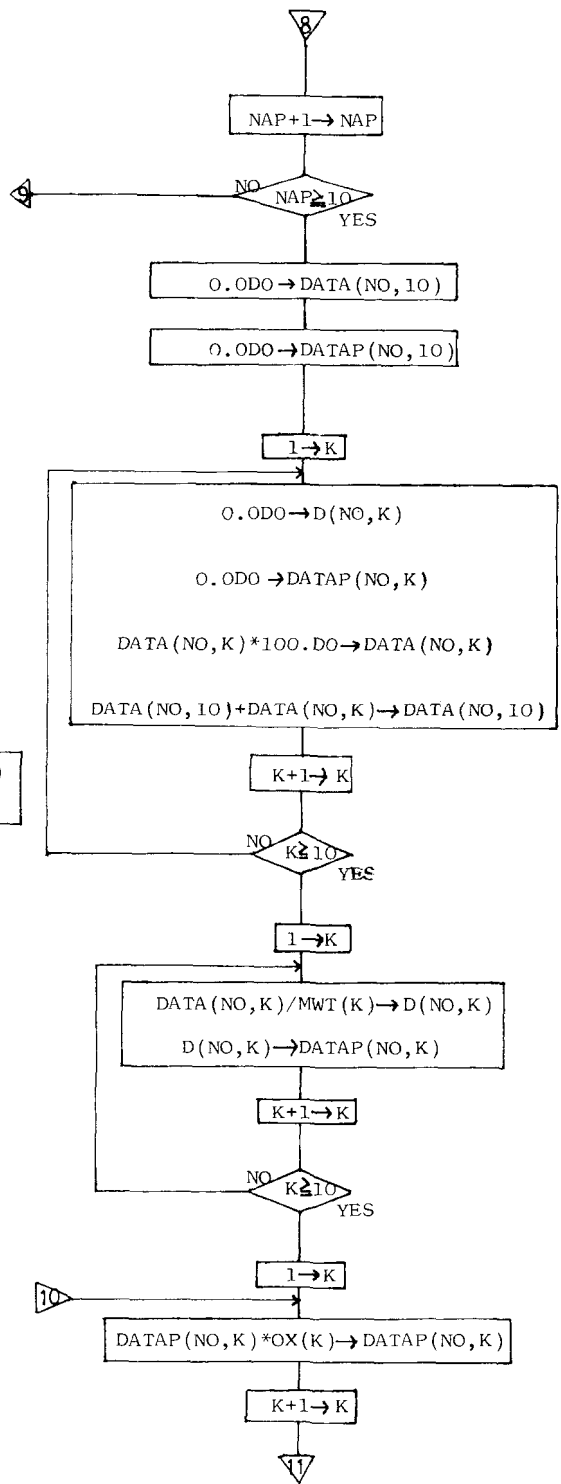 8
NAP+1→NAP
NO
9
NAP≧10
YES
0.0D0→DATA(NO,10)
0.0D0→DATAP(NO,10)
1→K
0.0D0→D(NO,K)
0.0D0→DATAP(NO,K)
DATA(NO,K)*100.D0→DATA(NO,K)
DATA(NO,10)+DATA(NO,K)→DATA(NO,10)
K+1→K
)
NO
K≧10
YES
1→K
DATA(NO,K)/MWT(K)→D(NO,K)
D(NO,K)→DATAP(NO,K)
K+1→K
NO
K≧10
YES
1→K
10
DATAP(NO,K)*OX(K)→DATAP(NO,K)
K+1→K
11